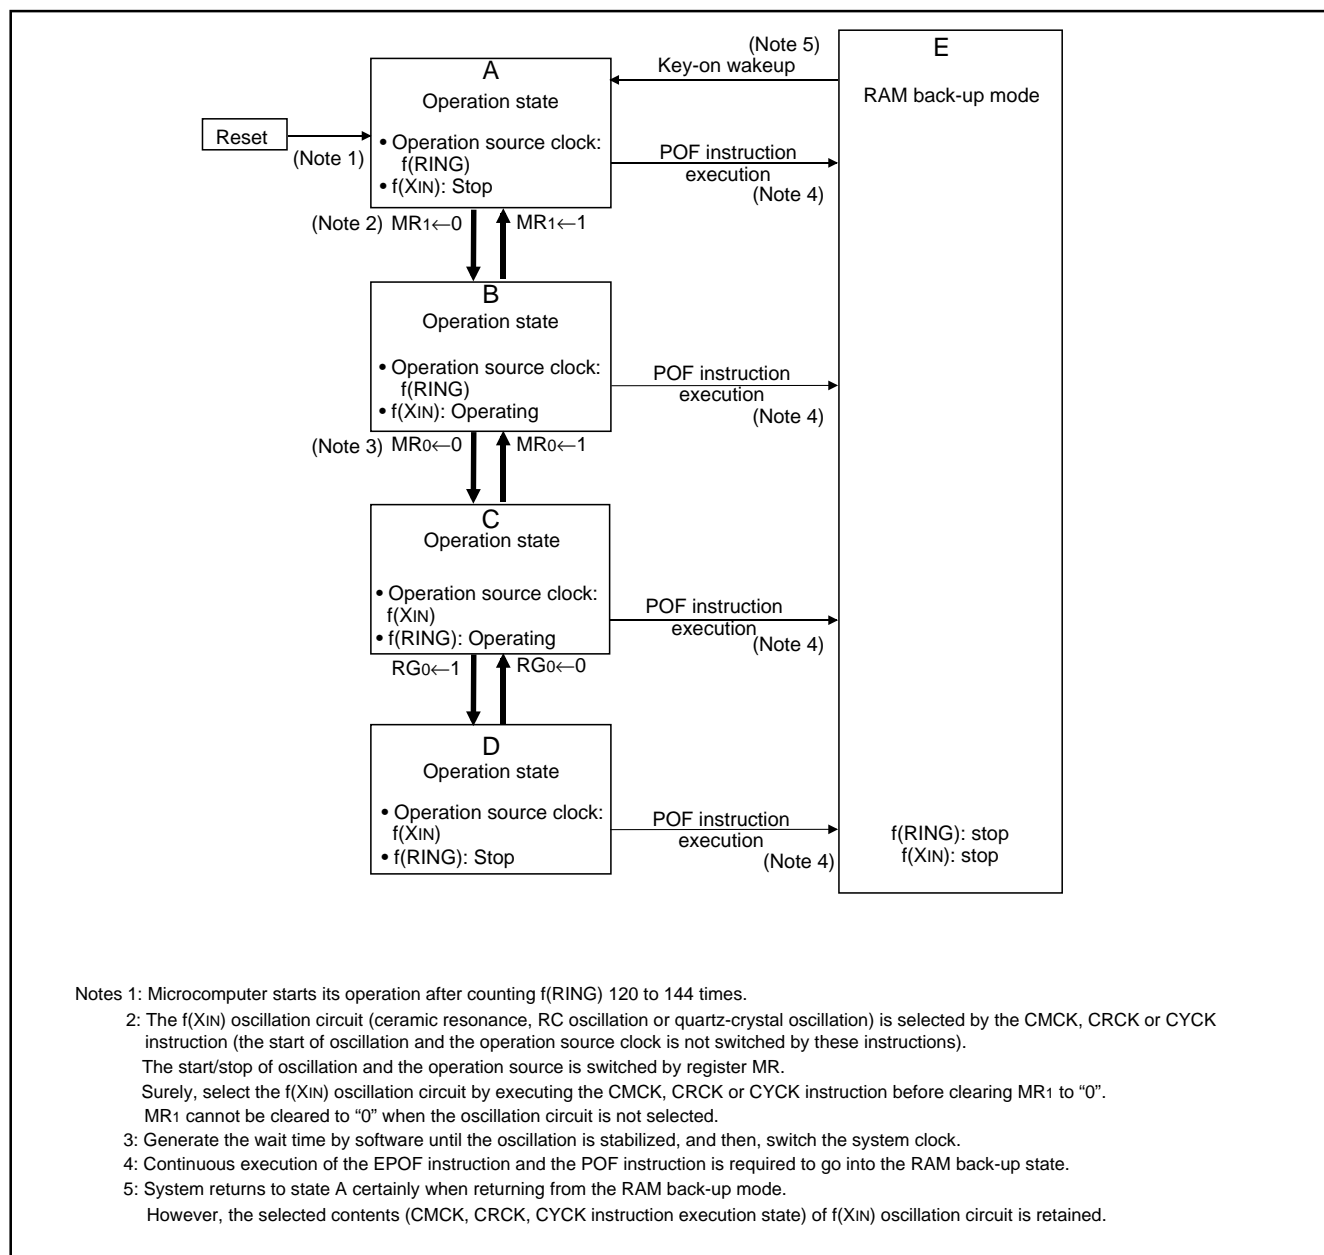 A
Operation state
• Operation source clock:
f(RING)
• f(XIN): Stop
Reset
(Note 1)
(Note 5)
Key-on wakeup
POF instruction
execution
(Note 4)
E
RAM back-up mode
(Note 2) MR1←0
MR1←1
B
Operation state
• Operation source clock:
f(RING)
• f(XIN): Operating
POF instruction
execution
(Note 4)
(Note 3) MR0←0
MR0←1
C
Operation state
• Operation source clock:
f(XIN)
• f(RING): Operating
POF instruction
execution
(Note 4)
RG0←1
RG0←0
D
Operation state
• Operation source clock:
f(XIN)
• f(RING): Stop
POF instruction
execution
(Note 4)
f(RING): stop
f(XIN): stop
Notes 1: Microcomputer starts its operation after counting f(RING) 120 to 144 times.
2: The f(XIN) oscillation circuit (ceramic resonance, RC oscillation or quartz-crystal oscillation) is selected by the CMCK, CRCK or CYCK
instruction (the start of oscillation and the operation source clock is not switched by these instructions).
The start/stop of oscillation and the operation source is switched by register MR.
Surely, select the f(XIN) oscillation circuit by executing the CMCK, CRCK or CYCK instruction before clearing MR1 to “0”.
MR1 cannot be cleared to “0” when the oscillation circuit is not selected.
3: Generate the wait time by software until the oscillation is stabilized, and then, switch the system clock.
4: Continuous execution of the EPOF instruction and the POF instruction is required to go into the RAM back-up state.
5: System returns to state A certainly when returning from the RAM back-up mode.
However, the selected contents (CMCK, CRCK, CYCK instruction execution state) of f(XIN) oscillation circuit is retained.